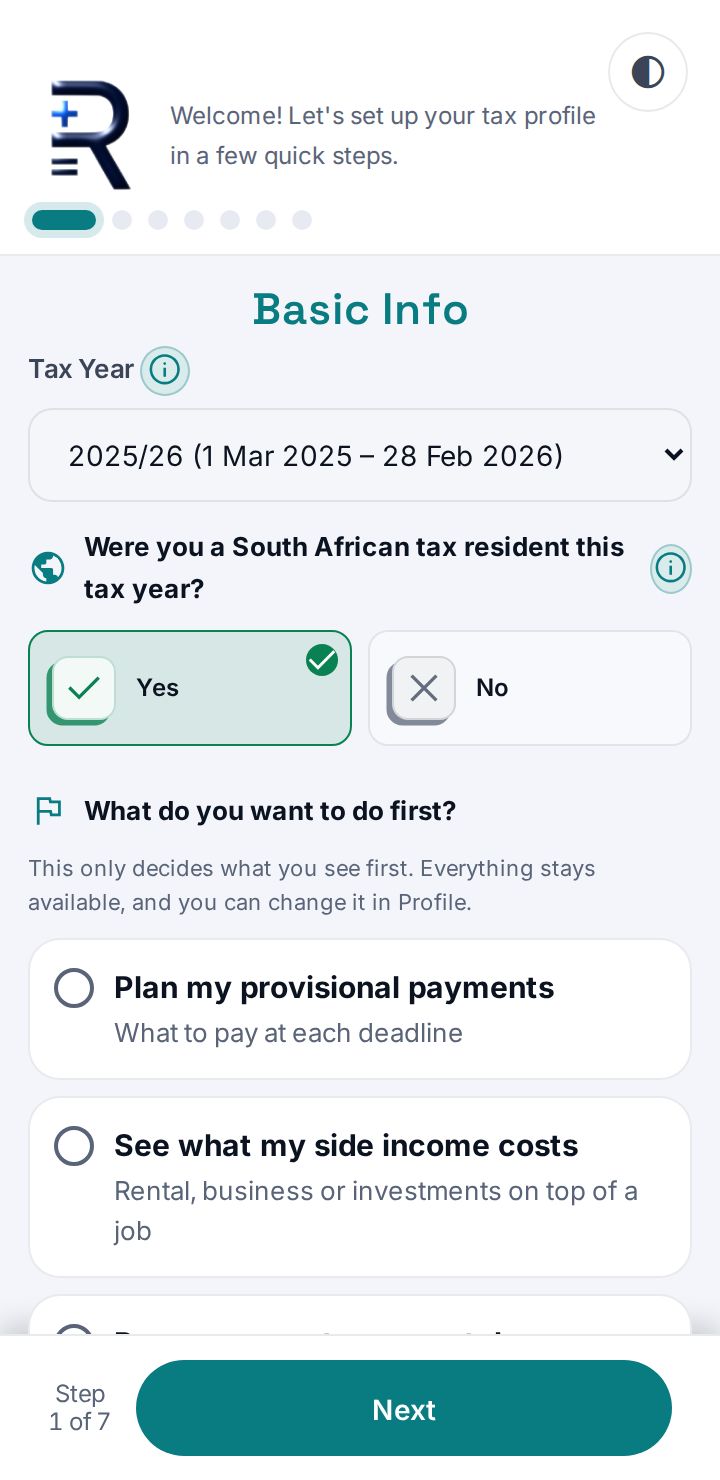 Welcome! Let's set up your tax profile
in a few quick steps.
Basic Info
Tax Year
2025/26 (1 Mar 2025 – 28 Feb 2026)
Were you a South African tax resident this
tax year?
Yes
No
What do you want to do first?
This only decides what you see first. Everything stays
available, and you can change it in Profile.
Plan my provisional payments
What to pay at each deadline
See what my side income costs
Rental, business or investments on top of a
job
Step
1 of 7
Next